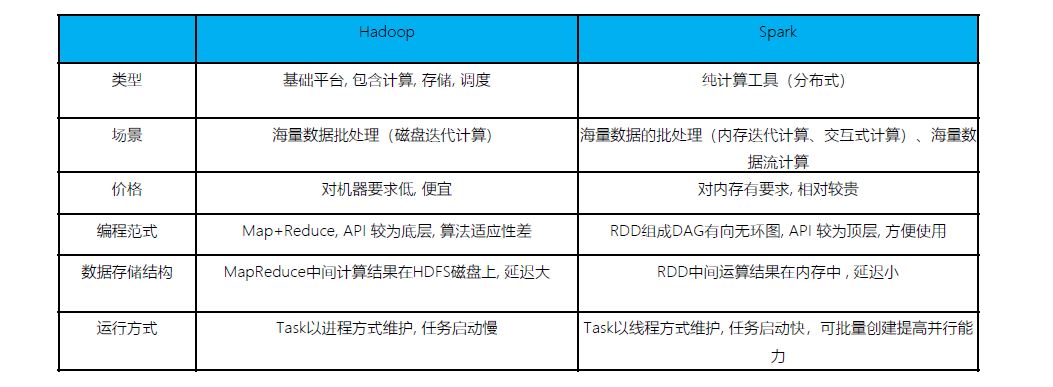 Hadoop
Spark
类型
基础平台, 包含计算, 存储, 调度
纯计算工具（分布式）
场景
海量数据批处理（磁盘迭代计算）
海量数据的批处理（内存迭代计算、交互式计算）、海量数
据流计算
价格
对机器要求低, 便宜
对内存有要求, 相对较贵
编程范式
Map+Reduce, API 较为底层, 算法适应性差
RDD组成DAG有向无环图, API 较为顶层, 方便使用
数据存储结构
MapReduce中间计算结果在HDFS磁盘上, 延迟大
RDD中间运算结果在内存中 , 延迟小
运行方式
Task以进程方式维护, 任务启动慢
Task以线程方式维护, 任务启动快，可批量创建提高并行能
力